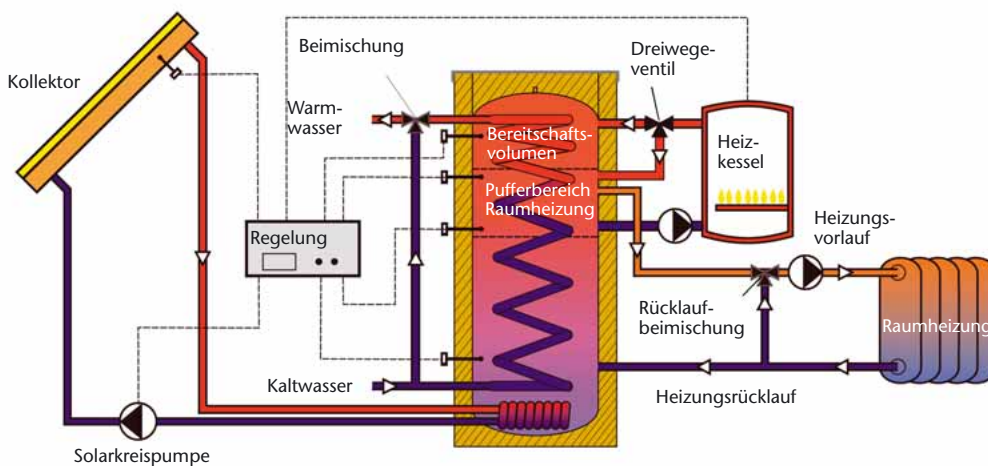 Beimischung
Dreiwege-
ventil
Kollektor
Warm-
wasser
Bereitschafts-
volumen
Heiz-
kessel
Pufferbereich
Raumheizung
Heizungs-
vorlauf
Regelung
Rücklauf-
beimischung
Raumheizung
Kaltwasser
Heizungsrücklauf
Solarkreispumpe